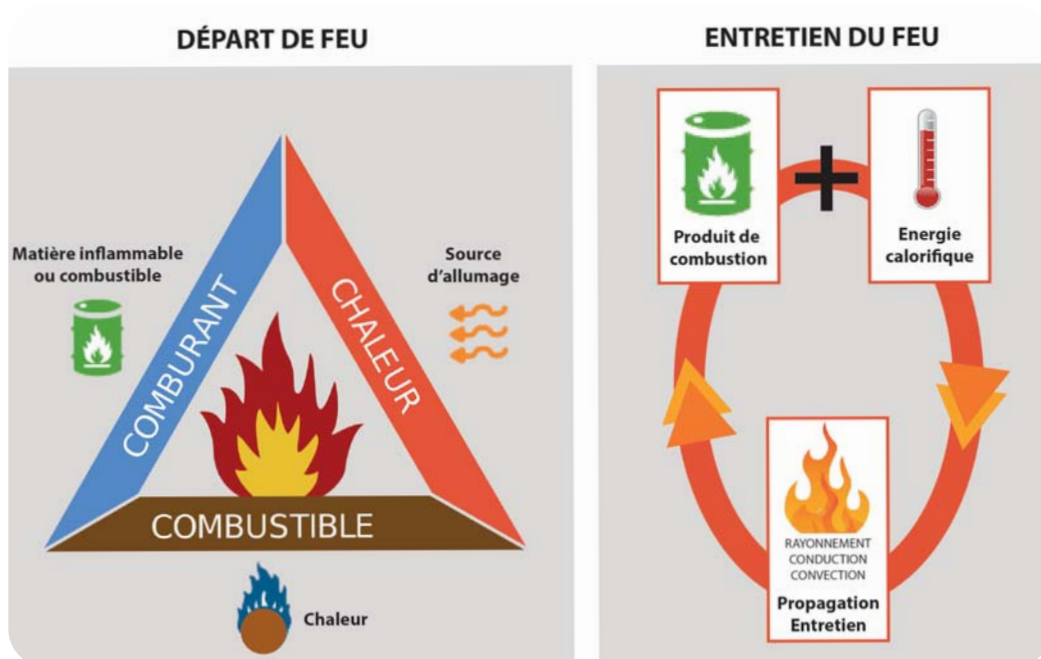 DÉPART DE FEU
Matière inflammable
ou combustible
COMBURANT
CHALEUR
Source
d'allumage
COMBUSTIBLE
Chaleur
ENTRETIEN DU FEU
Produit de
combustion
+
Energie
calorifique
RAYONNEMENT
CONDUCTION
CONVECTION
Propagation
Entretien